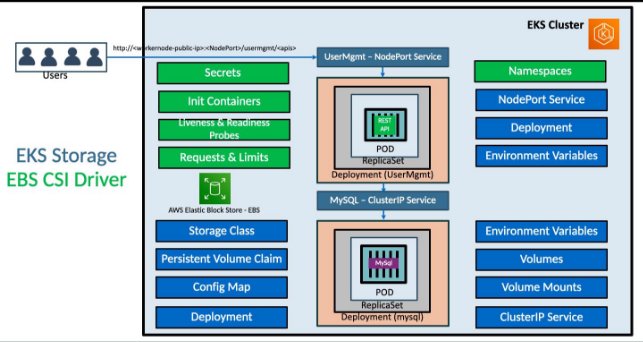 EKS Cluster
http://<workernode-public-ip>:<NodePort>/usermgmt/<apis>
Users
UserMgmt – NodePort Service
Secrets
Init Containers
Liveness & Readiness
Probes
Requests & Limits
Namespaces
NodePort Service
Deployment
Environment Variables
REST
API
POD
ReplicaSet
Deployment (UserMgmt)
EKS Storage
EBS CSI Driver
AWS Elastic Block Store - EBS
MySQL – ClusterIP Service
Storage Class
Persistent Volume Claim
Config Map
Deployment
MySql
POD
ReplicaSet
Deployment (mysql)
Environment Variables
Volumes
Volume Mounts
ClusterIP Service